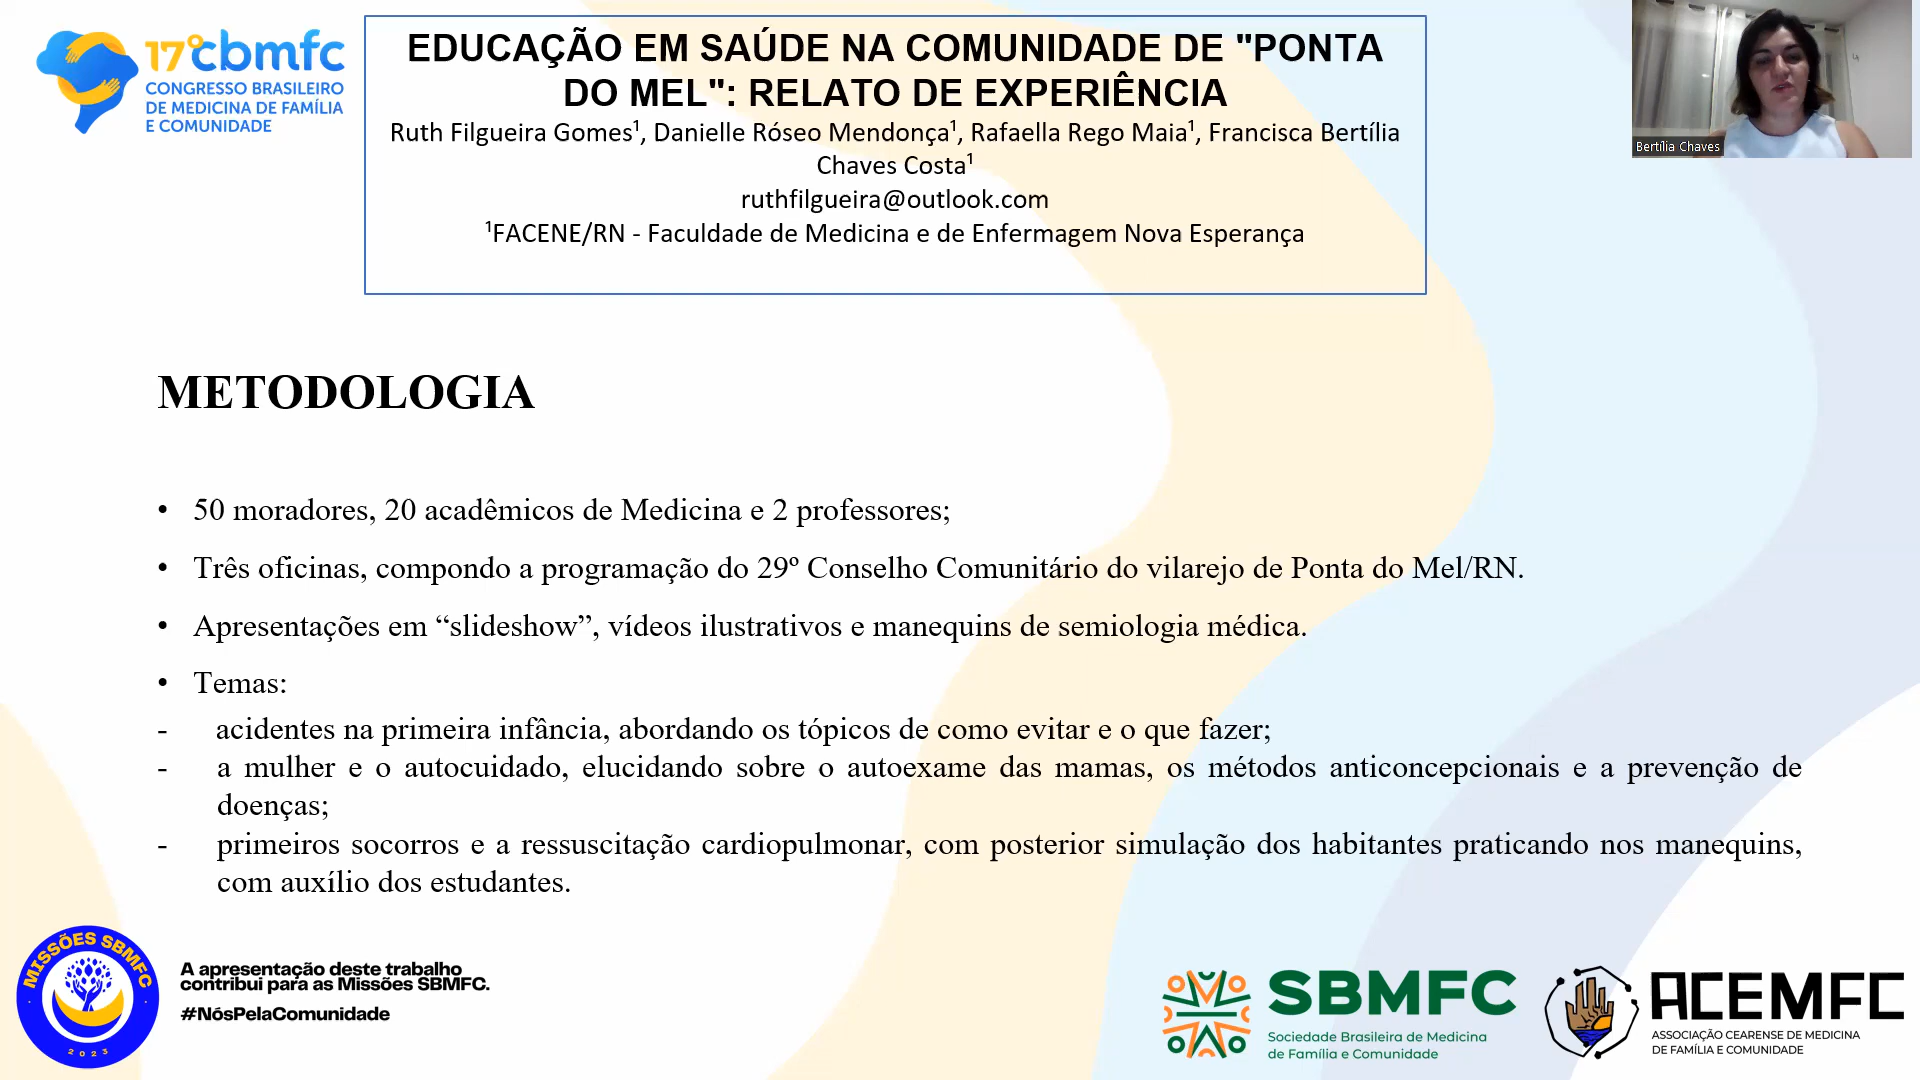 17º cbmfc
CONGRESSO BRASILEIRO
DE MEDICINA DE FAMÍLIA
E COMUNIDADE
EDUCAÇÃO EM SAÚDE NA COMUNIDADE DE "PONTA
DO MEL": RELATO DE EXPERIÊNCIA
Ruth Filgueira Gomes¹, Danielle Róseo Mendonça¹, Rafaella Rego Maia¹, Francisca Bertília
Chaves Costa¹
ruthfilgueira@outlook.com
¹FACENE/RN - Faculdade de Medicina e de Enfermagem Nova Esperança
Bertília Chaves
METODOLOGIA
• 50 moradores, 20 acadêmicos de Medicina e 2 professores;
• Três oficinas, compondo a programação do 29º Conselho Comunitário do vilarejo de Ponta do Mel/RN.
• Apresentações em “slideshow”, vídeos ilustrativos e manequins de semiologia médica.
• Temas:
- acidentes na primeira infância, abordando os tópicos de como evitar e o que fazer;
- a mulher e o autocuidado, elucidando sobre o autoexame das mamas, os métodos anticoncepcionais e a prevenção de
doenças;
- primeiros socorros e a ressuscitação cardiopulmonar, com posterior simulação dos habitantes praticando nos manequins,
com auxílio dos estudantes.
MISSÕES SBMFC
2023
A apresentação deste trabalho
contribui para as Missões SBMFC.
#NósPelaComunidade
SBMFC
Sociedade Brasileira de Medicina
de Família e Comunidade
ACEMFC
ASSOCIAÇÃO CEARENSE DE MEDICINA
DE FAMÍLIA E COMUNIDADE